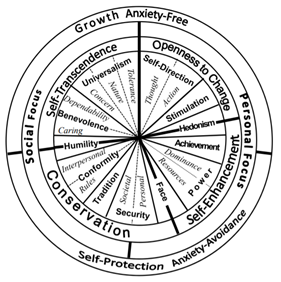 Growth Anxiety-Free
Self-Transcendence
Openness to Change
Social Focus
Personal Focus
Universalism
Tolerance
Nature
Concern
Self-Direction
Thought
Action
Stimulation
Hedonism
Dependability
Benevolence
Caring
Humility
Achievement
Dominance
Resources
Power
Interpersonal
Conformity
Rules
Tradition
Societal
Personal
Security
Face
Conservation
Self-Enhancement
Self-Protection Anxiety-Avoidance